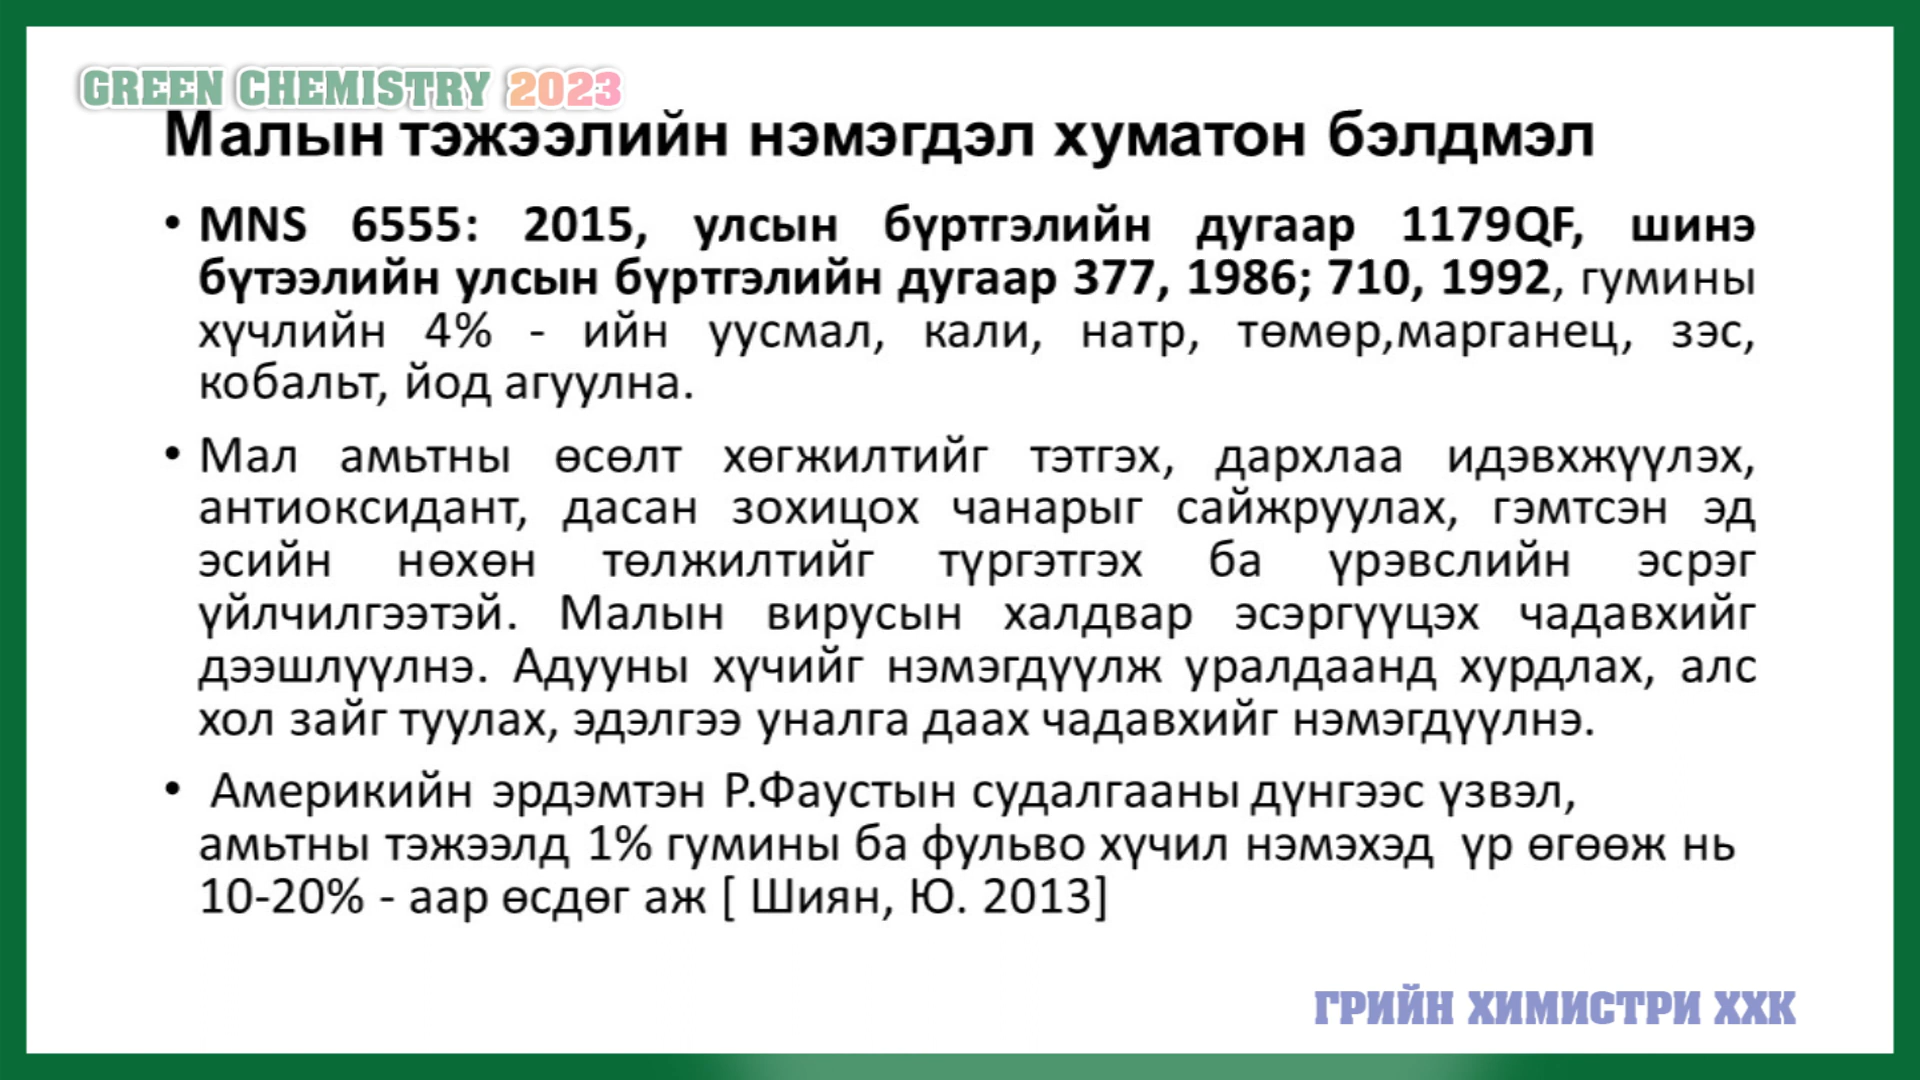 GREEN CHEMISTRY 2023
Малын тэжээлийн нэмэгдэл хуматон бэлдмэл
• MNS 6555: 2015, улсын бүртгэлийн дугаар 1179QF, шинэ
бүтээлийн улсын бүртгэлийн дугаар 377, 1986; 710, 1992, гумины
хүчлийн 4% - ийн уусмал, кали, натр, төмөр,марганец, зэс,
кобальт, йод агуулна.
• Мал амьтны өсөлт хөгжилтийг тэтгэх, дархлаа идэвхжүүлэх,
антиоксидант, дасан зохицох чанарыг сайжруулах, гэмтсэн эд
эсийн нөхөн төлжилтийг түргэтгэх ба үрэвслийн эсрэг
үйлчилгээтэй. Малын вирусын халдвар эсэргүүцэх чадавхийг
дээшлүүлнэ. Адууны хүчийг нэмэгдүүлж уралдаанд хурдлах, алс
хол зайг туулах, эдэлгээ уналга даах чадавхийг нэмэгдүүлнэ.
• Америкийн эрдэмтэн Р.Фаустын судалгааны дүнгээс үзвэл,
амьтны тэжээлд 1% гумины ба фульво хүчил нэмэхэд үр өгөөж нь
10-20% - аар өсдөг аж [ Шиян, Ю. 2013]
ГРИЙН ХИМИСТРИ ХХК